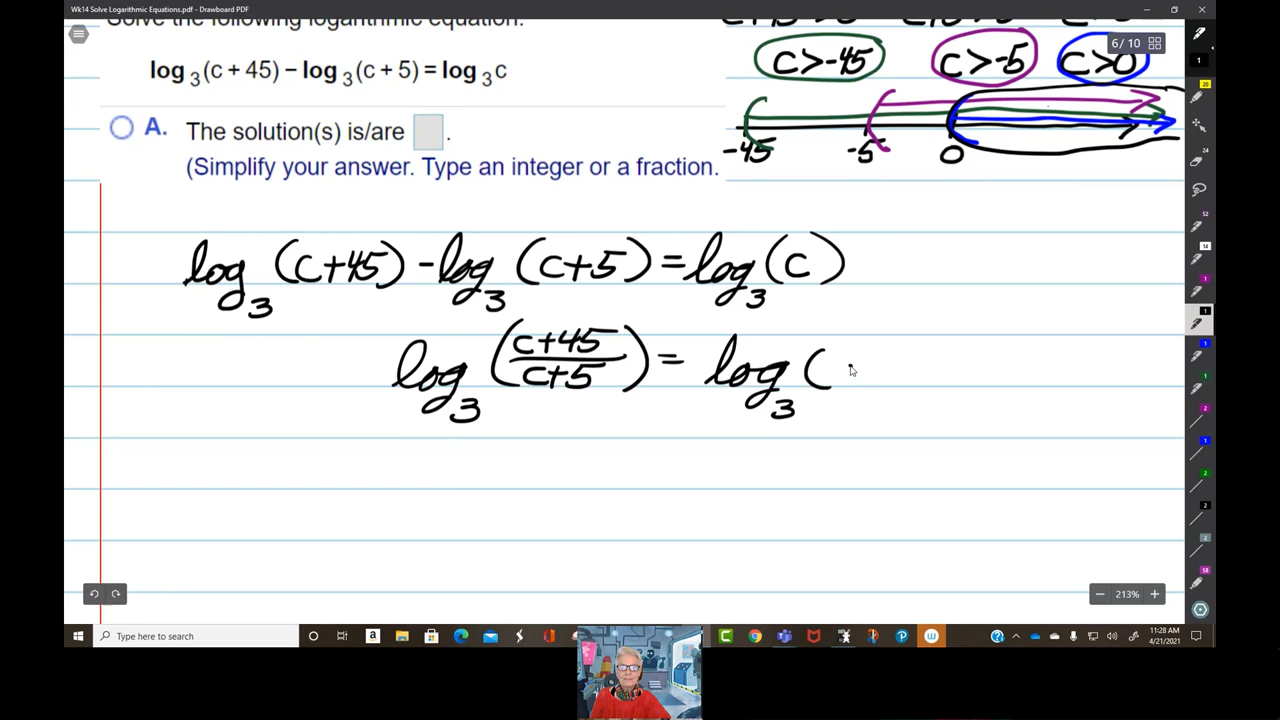 Wk14 Solve Logarithmic Equations.pdf - Drawboard PDF
Solve the following logarithmic equation.
6 / 10
log 3 (c + 45) – log 3 (c + 5) = log 3 c
c>-45 c>-5 c>0
-45 -5 0
A. The solution(s) is/are .
(Simplify your answer. Type an integer or a fraction.
log3 (c+45) -log3 (c+5) =log3 (c)
log3 (c+45/c+5) = log3 (
213%
Type here to search
11:28 AM
4/21/2021